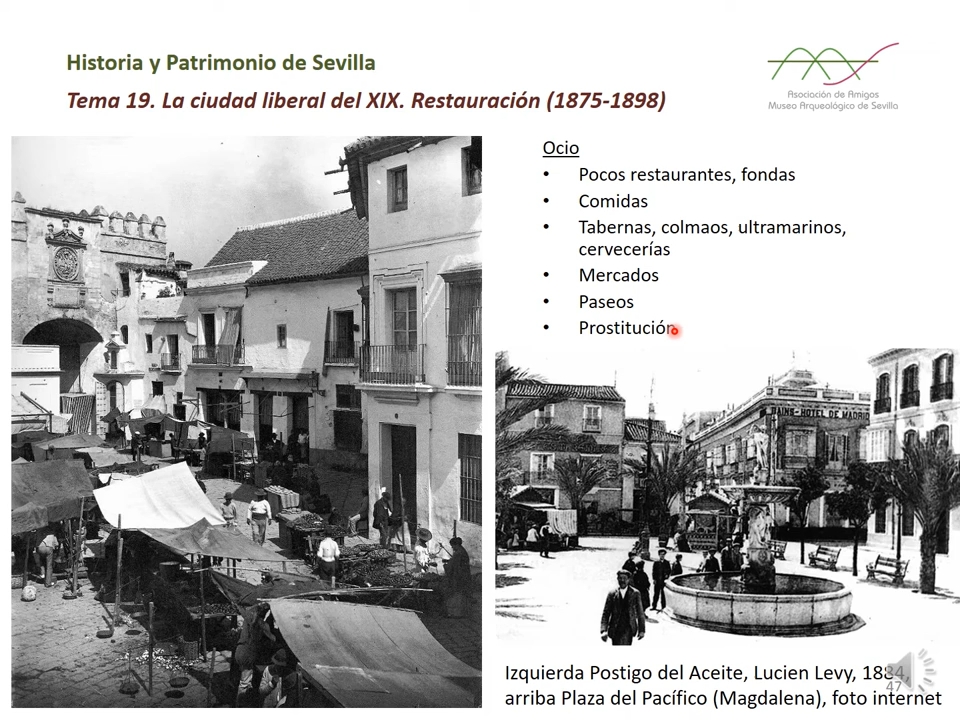 Historia y Patrimonio de Sevilla
Tema 19. La ciudad liberal del XIX. Restauración (1875-1898)
Asociación de Amigos
Museo Arqueológico de Sevilla
Ocio
• Pocos restaurantes, fondas
• Comidas
• Tabernas, colmaos, ultramarinos,
cervecerías
• Mercados
• Paseos
• Prostitución
BAINS-HOTEL DE MADRID
Izquierda Postigo del Aceite, Lucien Levy, 1884,
47
arriba Plaza del Pacífico (Magdalena), foto internet